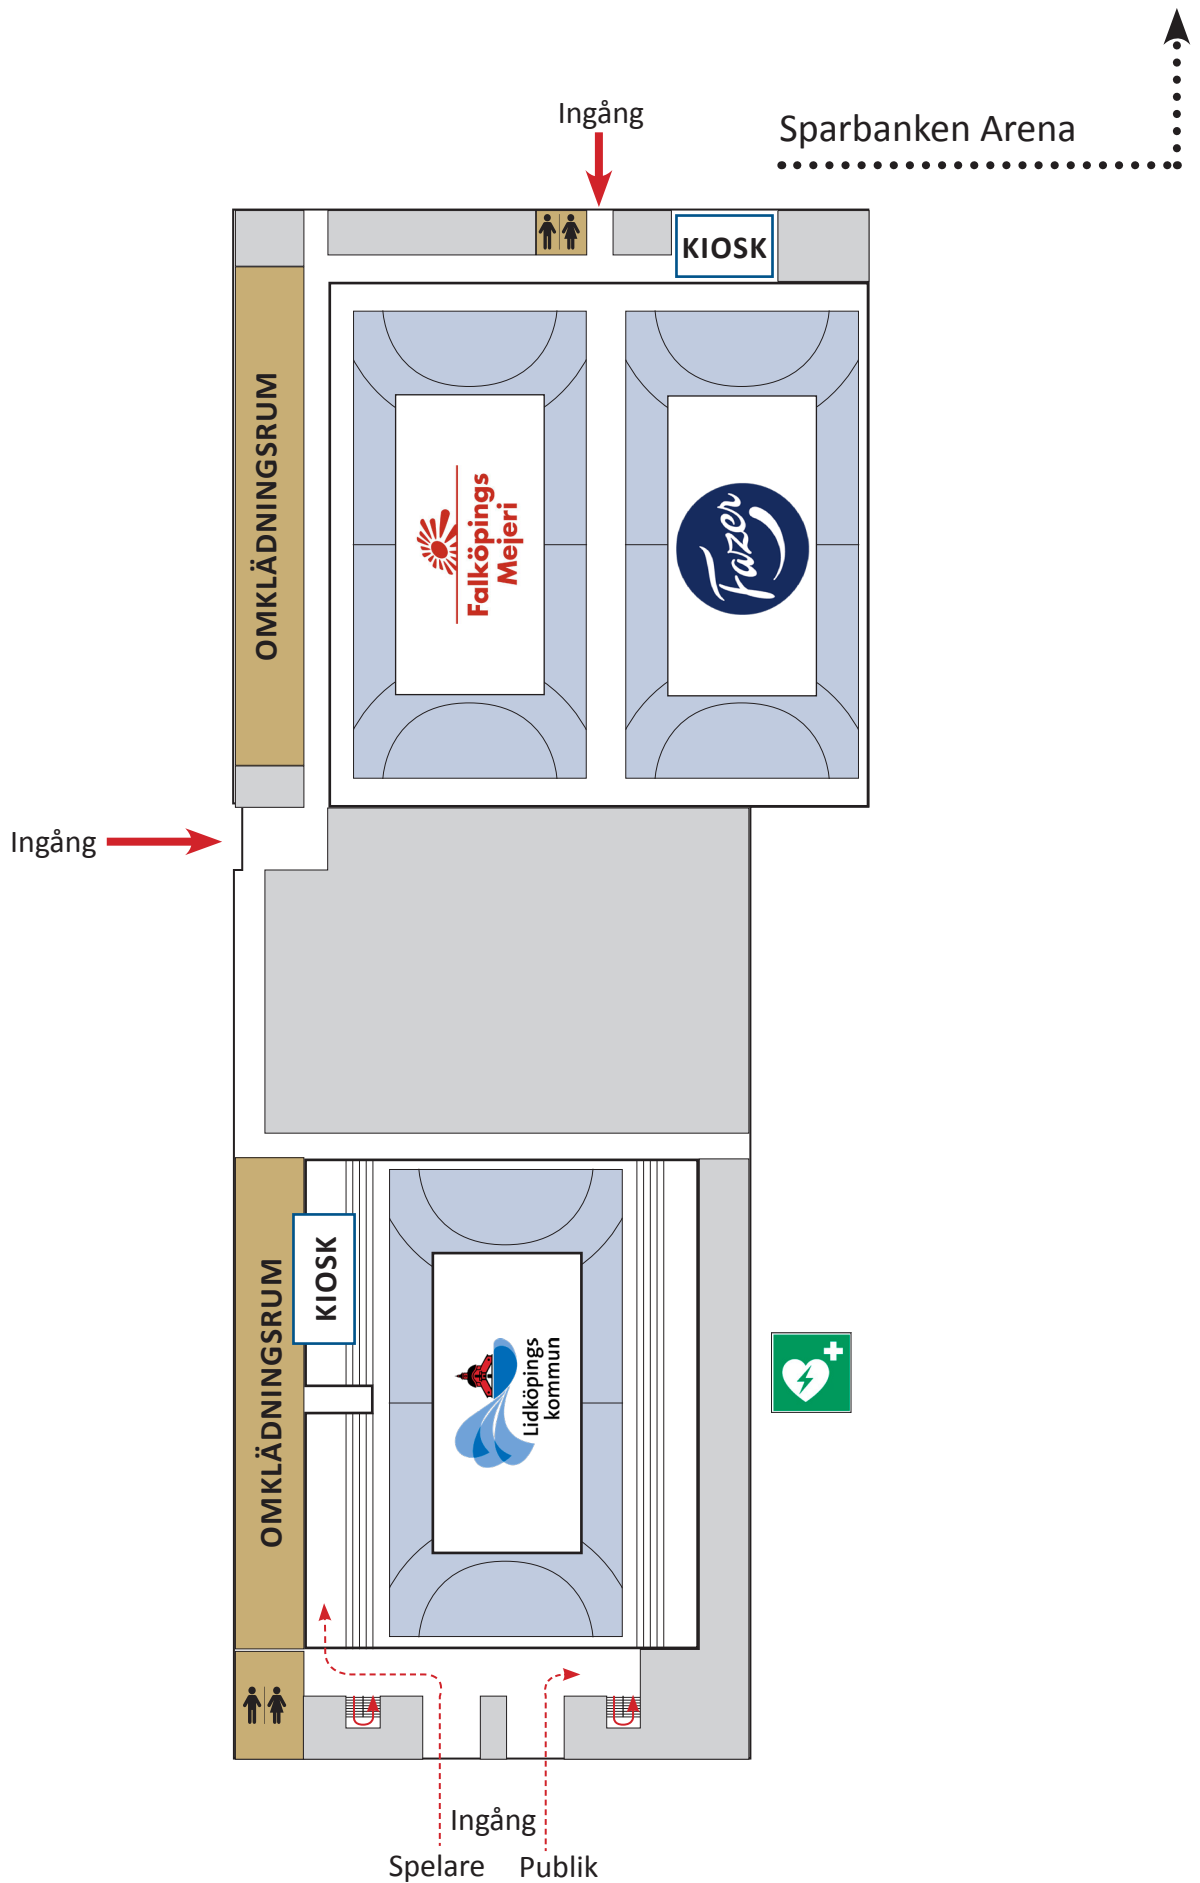 Ingång
Sparbanken Arena
KIOSK
OMKLÄDNINGSRUM
Falköpings
Mejeri
Fazer
Ingång
OMKLÄDNINGSRUM
KIOSK
Lidköpings
kommun
Ingång
Spelare
Publik